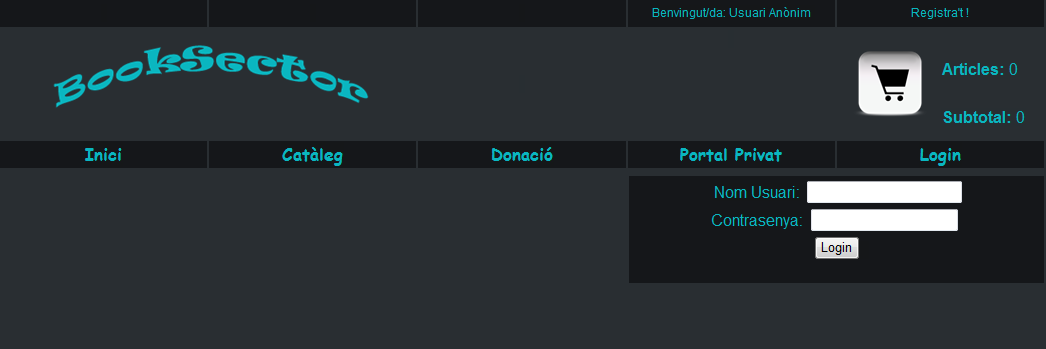 Benvingut/da: Usuari Anònim Registra't !
BookSector
Articles: 0
Subtotal: 0
Inici Catàleg Donació Portal Privat Login
Nom Usuari:
Contrasenya:
Login